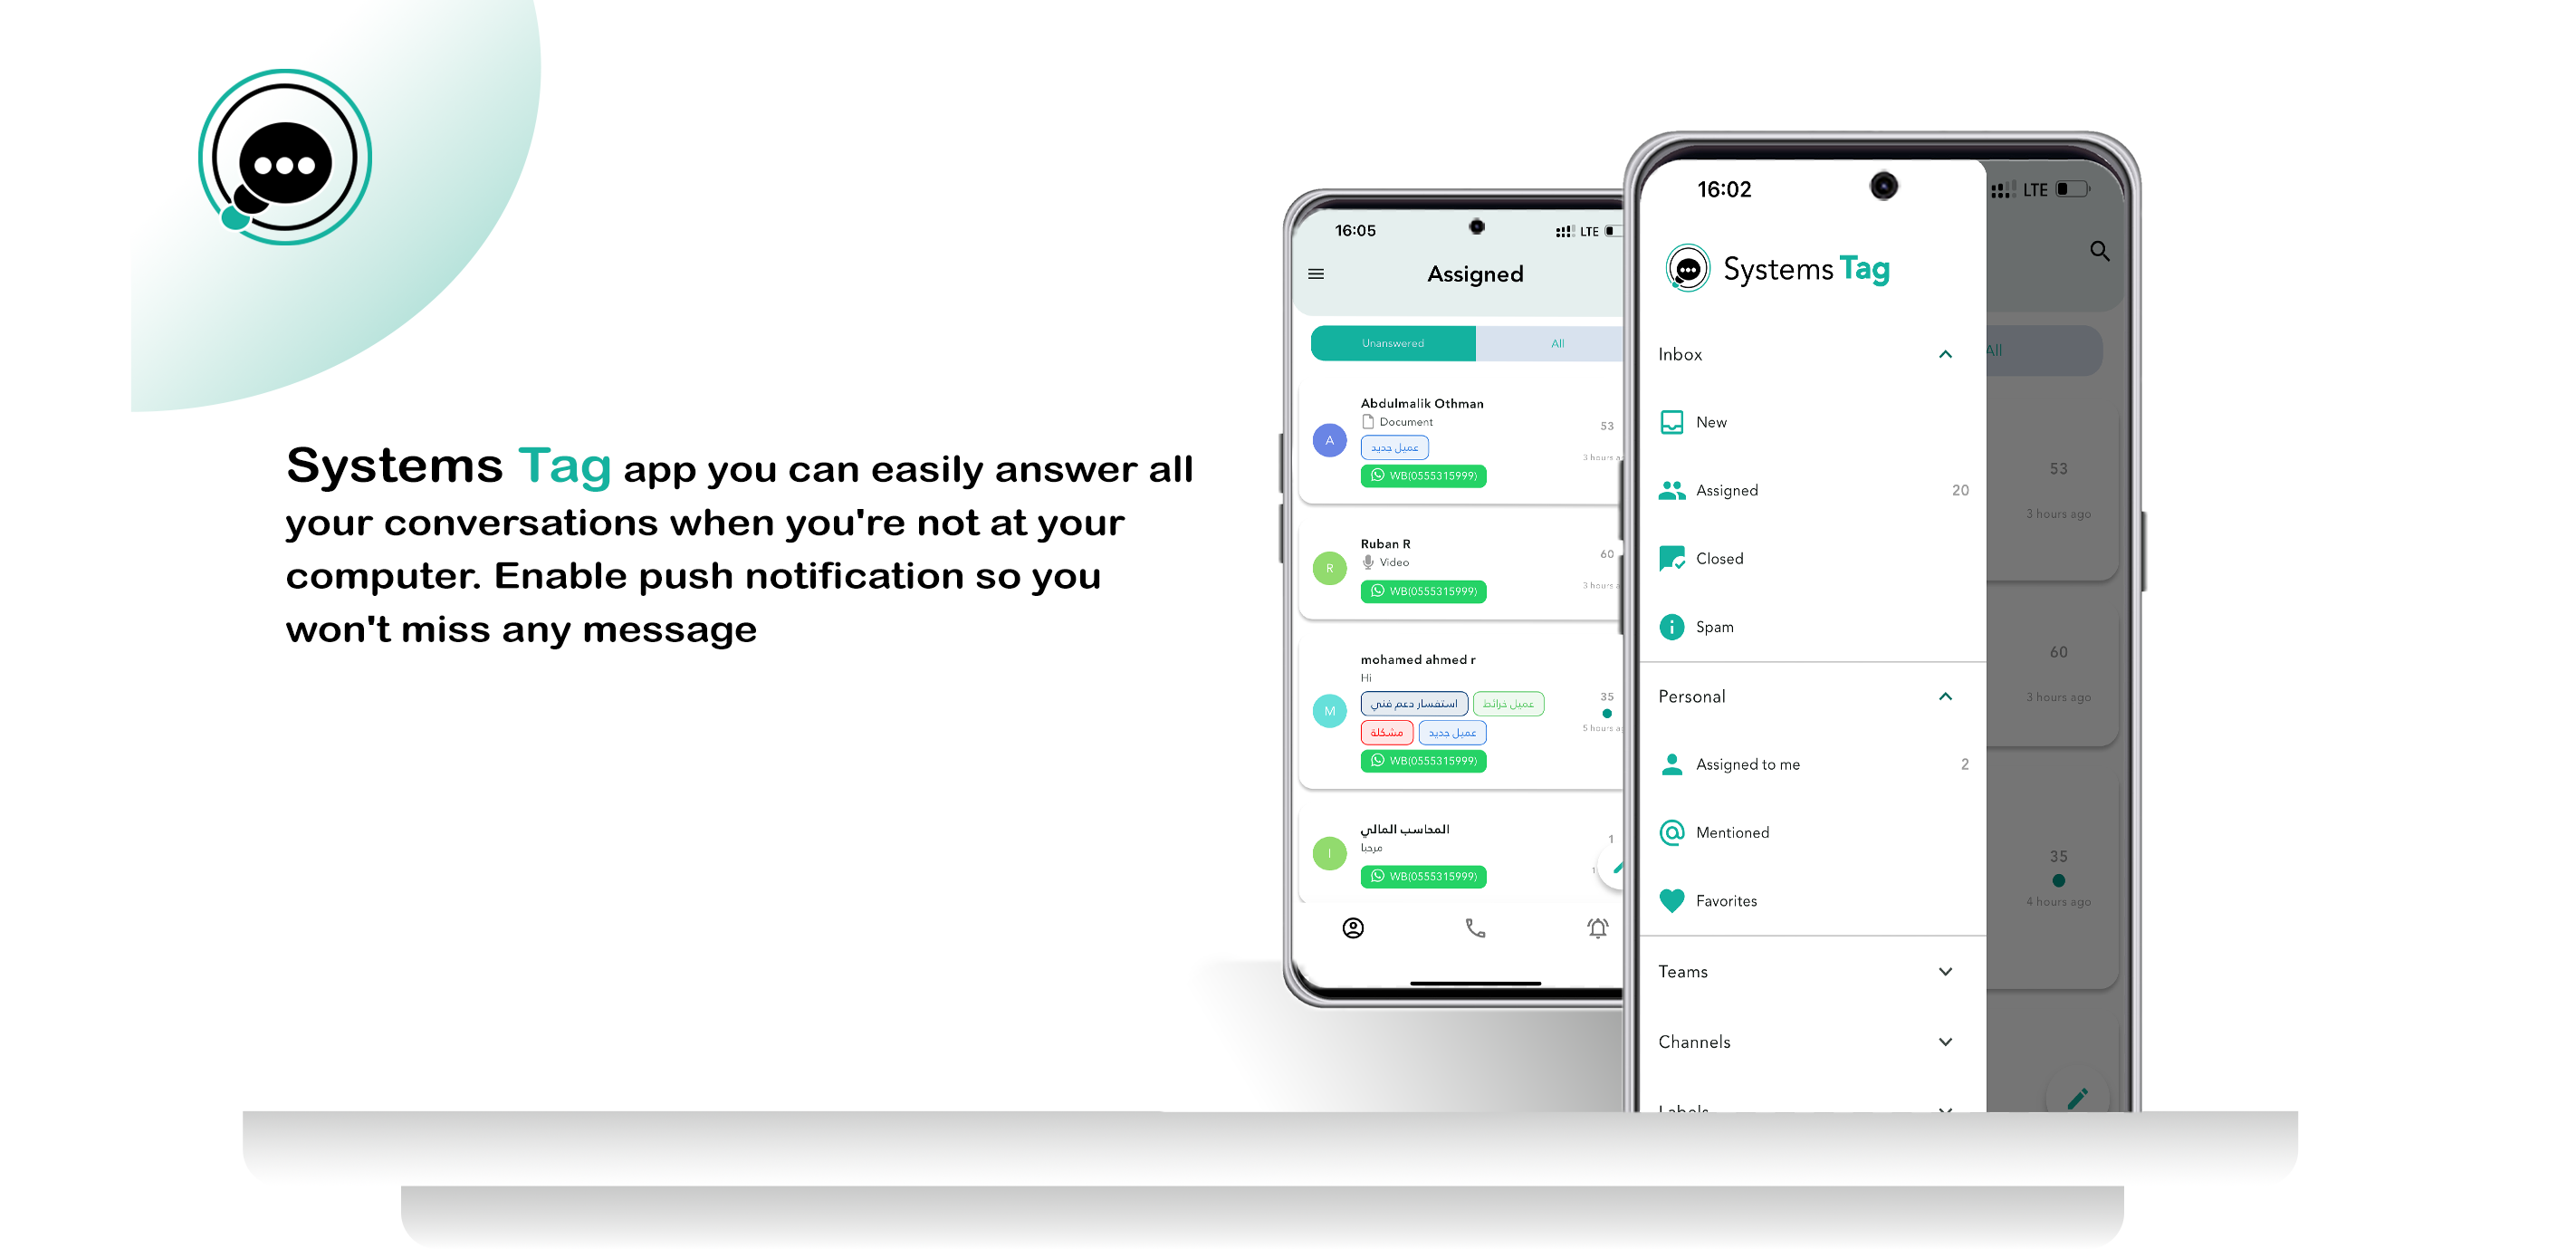 Systems Tag app you can easily answer all
your conversations when you're not at your
computer. Enable push notification so you
won't miss any message
16:05
LTE
Assigned
Unanswered
All
Abdulmalik Othman
Document
53
عميل جديد
3 hours
WB(0555315999)
Ruban R
60
Video
3 hours
WB(0555315999)
mohamed ahmed r
Hi
35
استفسار دعم فني
عميل خرائط
مشكلة
عميل جديد
5 hours
WB(0555315999)
المحاسب المالي
1
مرحبا
WB(0555315999)
16:02
LTE
Systems Tag
Inbox
All
New
53
Assigned
20
3 hours ago
Closed
Spam
60
Personal
3 hours ago
Assigned to me
2
Mentioned
35
Favorites
4 hours ago
Teams
Channels
Labels